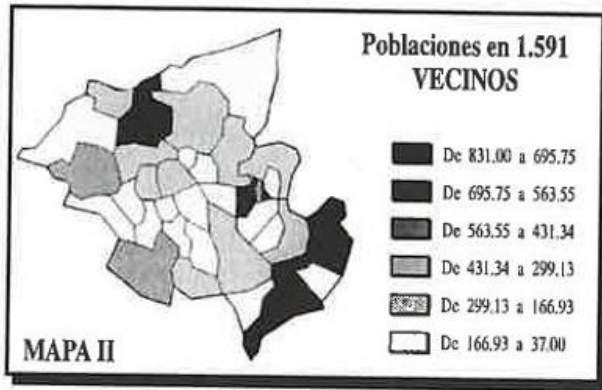 Poblaciones en 1.591
VECINOS
De 831.00 a 695.75
De 695.75 a 563.55
De 563.55 a 431.34
De 431.34 a 299.13
De 299.13 a 166.93
De 166.93 a 37.00
MAPA II